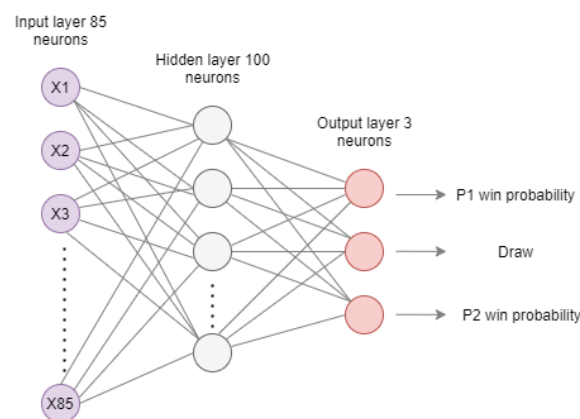 Input layer 85
neurons
Hidden layer 100
neurons
Output layer 3
neurons
X1
X2
X3
X85
P1 win probability
Draw
P2 win probability